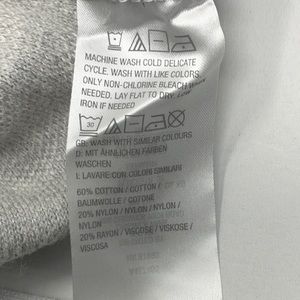 MACHINE WASH COLD DELICATE
CYCLE. WASH WITH LIKE COLORS.
ONLY NON-CHLORINE BLEACH WHEN
NEEDED. LAY FLAT TO DRY. LOW
IRON IF NEEDED
30
GB: WASH WITH SIMILAR COLOURS
D: MIT ÄHNLICHEN FARBEN
WASCHEN
I: LAVARE CON COLORI SIMILARI
60% COTTON / COTTON /
BAUMWOLLE / COTONE
20% NYLON / NYLON / NYLON/
NYLON
20% RAYON / VISCOSE / VISKOSE /
VISCOSA